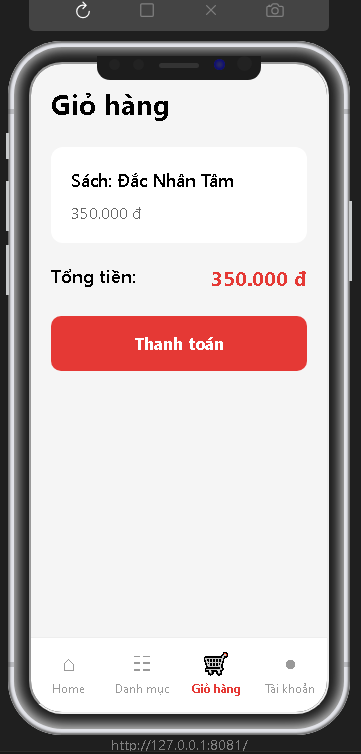 Giỏ hàng
Sách: Đắc Nhân Tâm
350.000 đ
Tổng tiền: 350.000 đ
Thanh toán
Home Danh mục Giỏ hàng Tài khoản
http://127.0.0.1:8081/